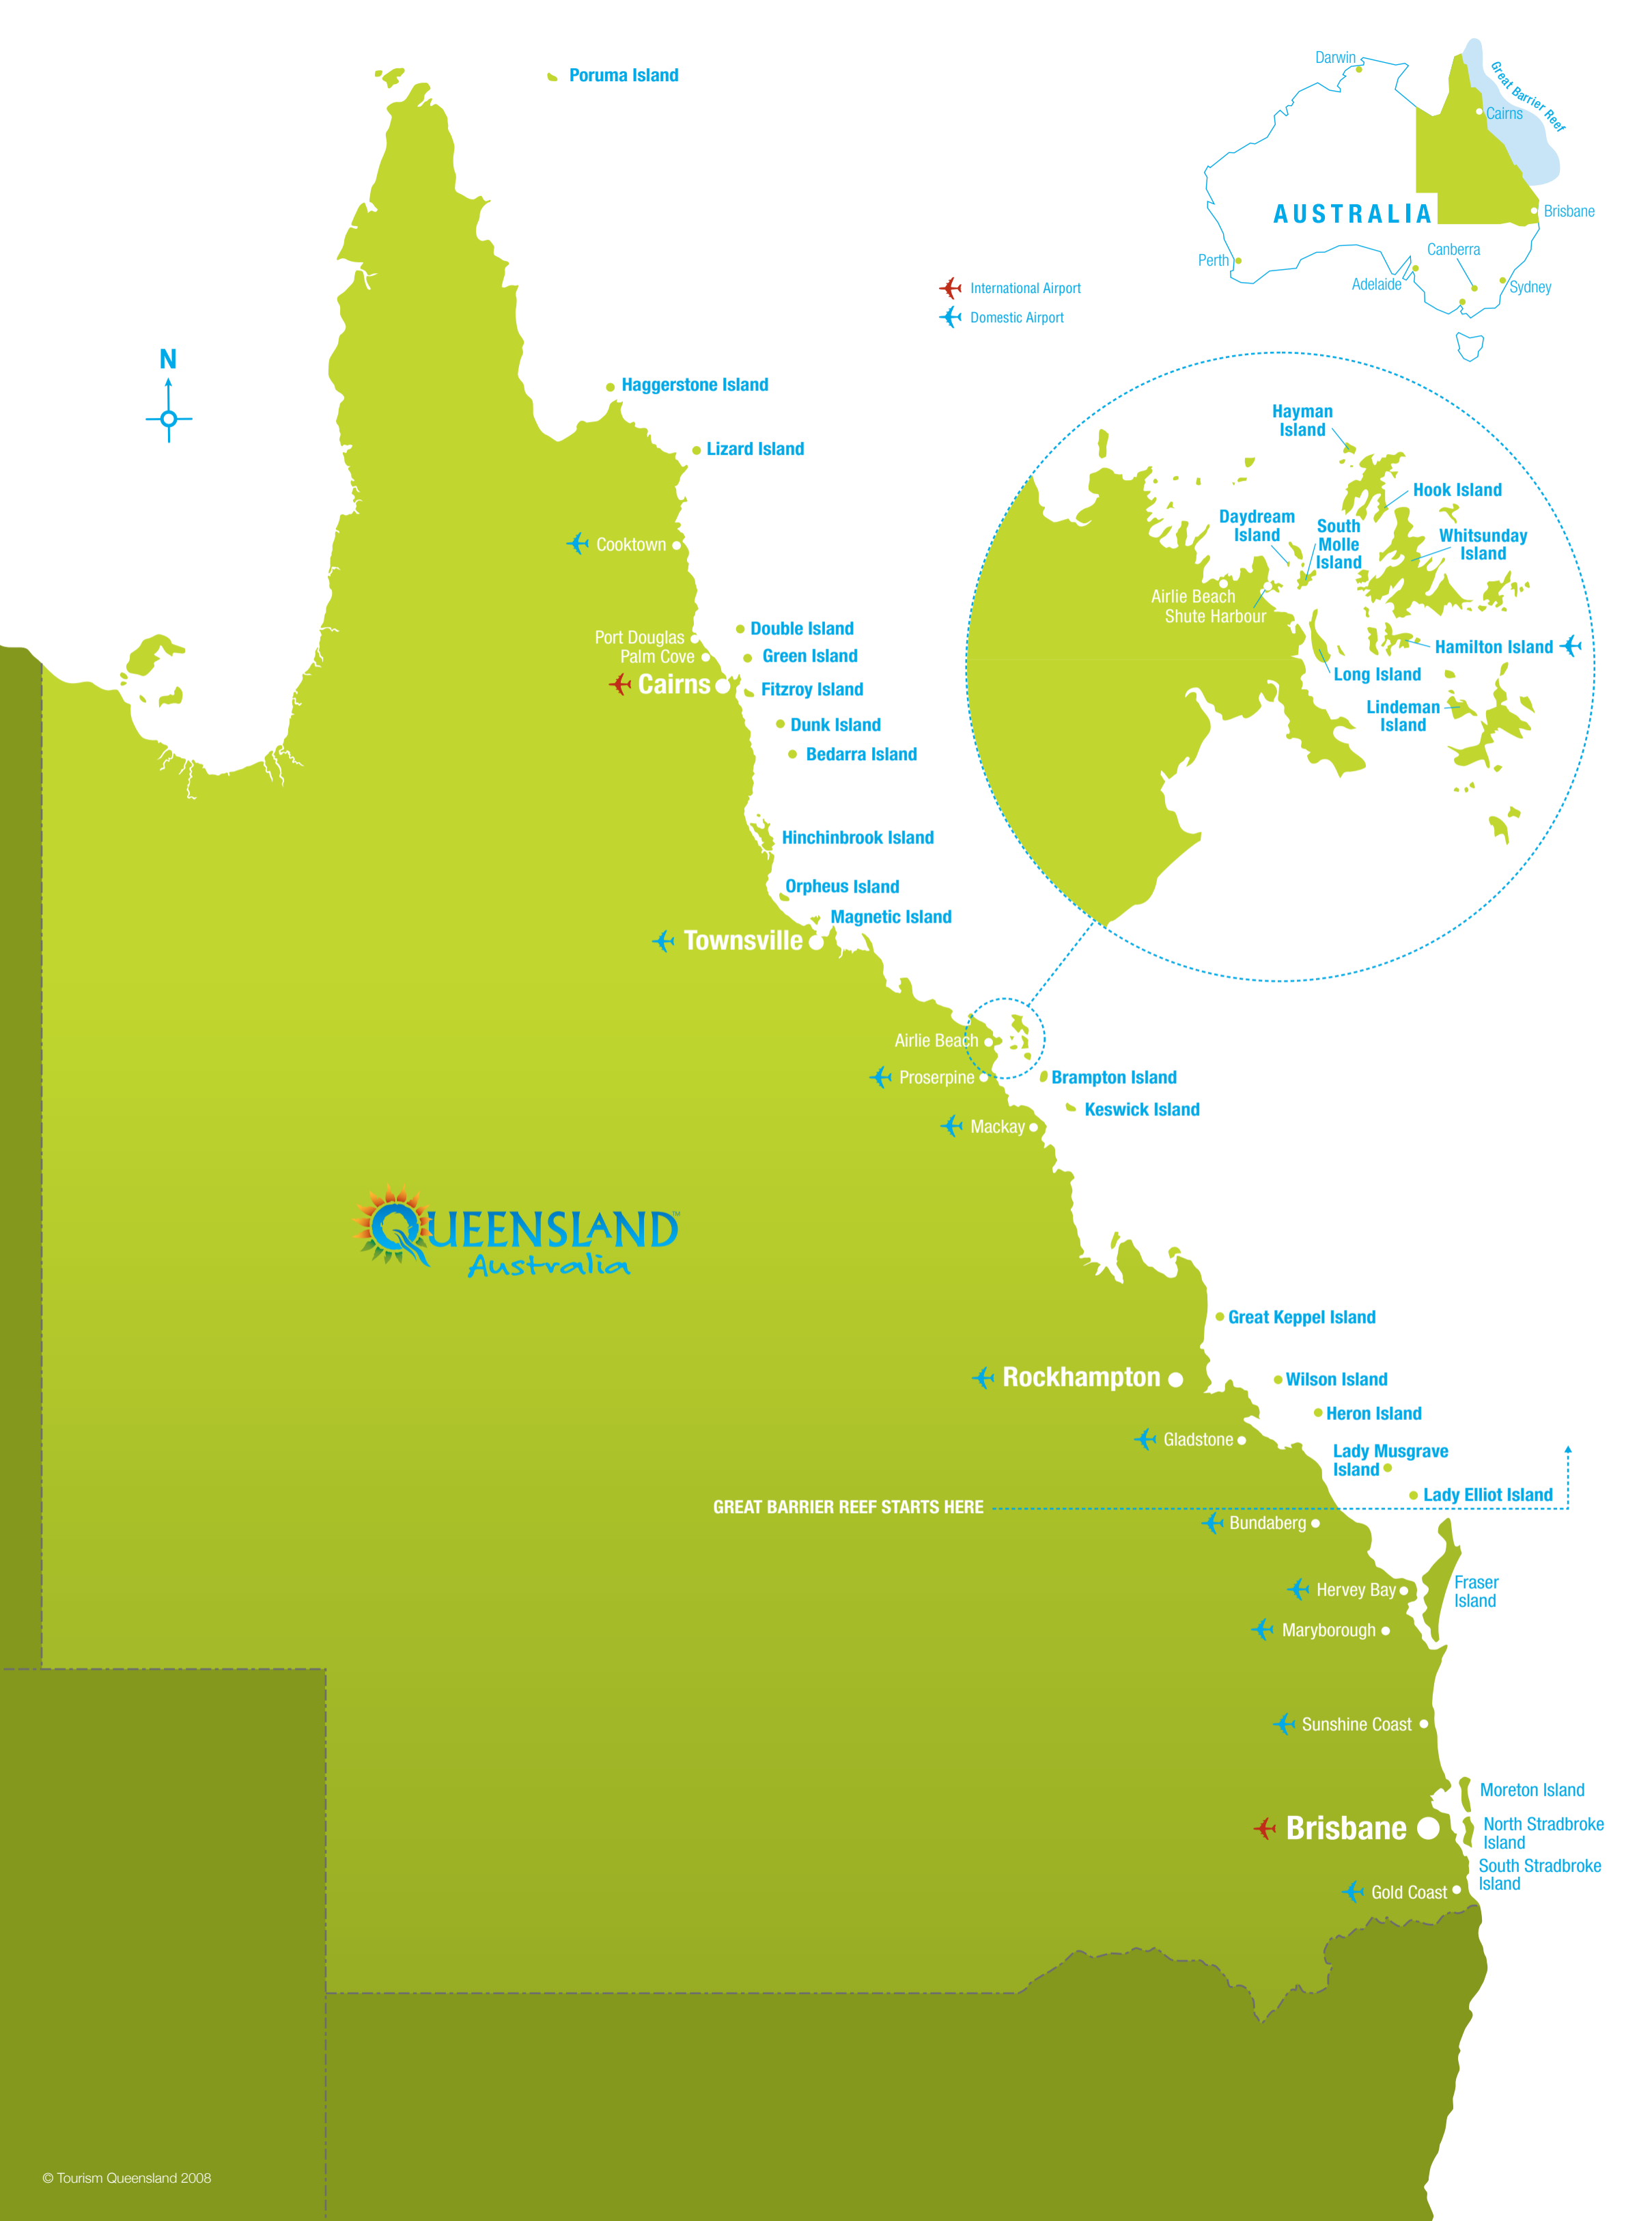 Poruma Island
Darwin
Great Barrier Reef
Cairns
AUSTRALIA
Brisbane
Perth
Canberra
Adelaide
Sydney
International Airport
Domestic Airport
N
Haggerstone Island
Lizard Island
Cooktown
Port Douglas
Palm Cove
Cairns
Double Island
Green Island
Fitzroy Island
Dunk Island
Bedarra Island
Hinchinbrook Island
Orpheus Island
Magnetic Island
Townsville
Hayman
Island
Hook Island
Daydream
Island
South
Molle
Island
Whitsunday
Island
Airlie Beach
Shute Harbour
Hamilton Island
Long Island
Lindeman
Island
Airlie Beach
Proserpine
Brampton Island
Keswick Island
Mackay
QUEENSLAND™
Australia
Great Keppel Island
Rockhampton
Wilson Island
Heron Island
Gladstone
Lady Musgrave
Island
Lady Elliot Island
GREAT BARRIER REEF STARTS HERE
Bundaberg
Hervey Bay
Fraser
Island
Maryborough
Sunshine Coast
Moreton Island
Brisbane
North Stradbroke
Island
South Stradbroke
Island
Gold Coast
© Tourism Queensland 2008